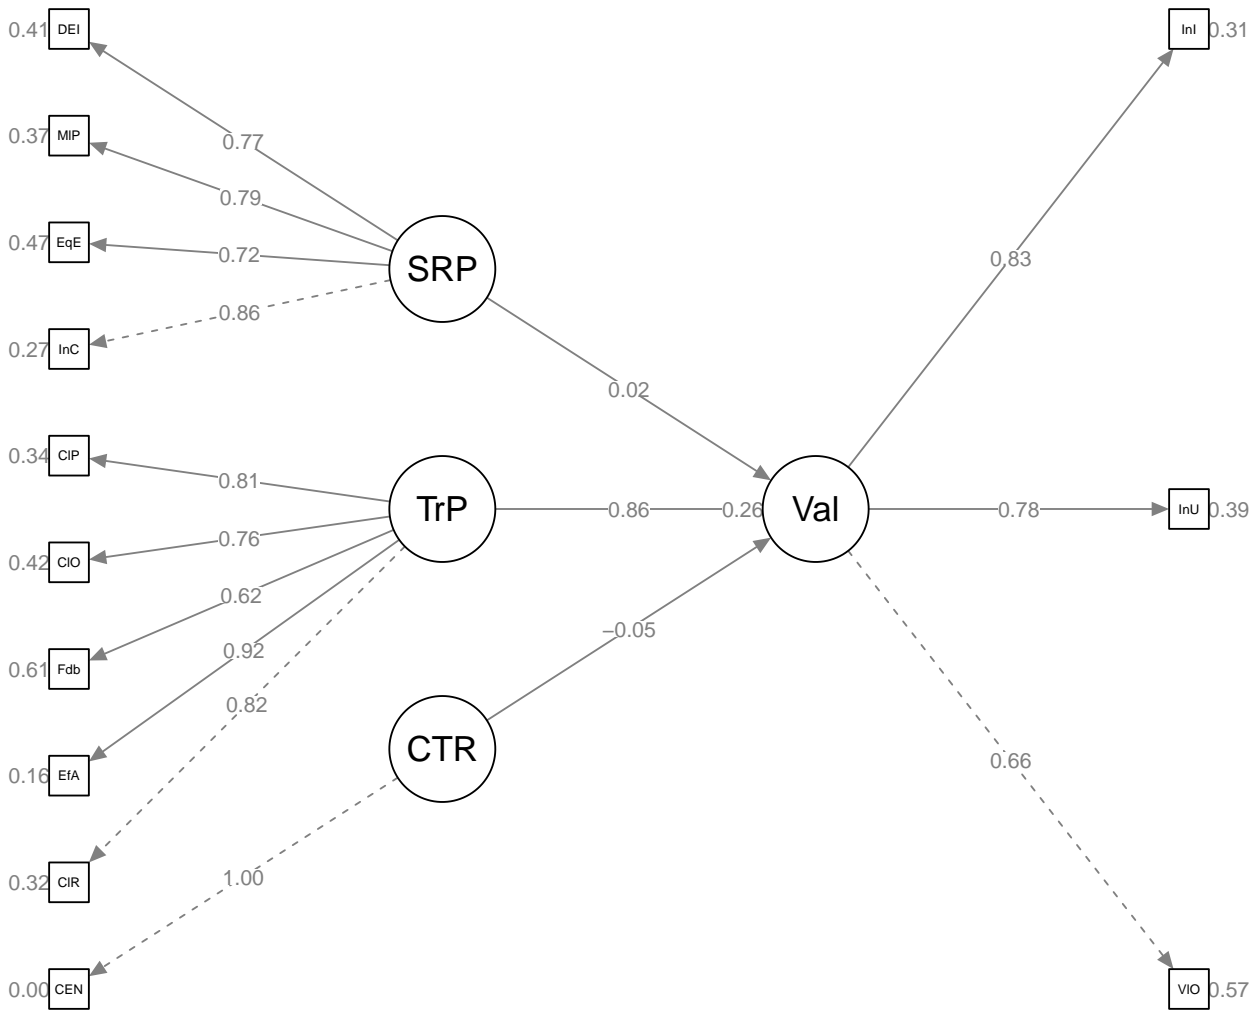 0.41 DEI
InI 0.31
0.37 MIP
0.77
0.79
0.47 EqE
0.72
SRP
0.83
0.86
0.27 InC
0.02
0.34 ClP
0.81
TrP
0.86
0.26
Val
0.78
InU 0.39
0.76
0.42 ClO
0.62
−0.05
0.92
0.61 Fdb
0.82
CTR
0.66
0.16 EfA
1.00
0.32 ClR
0.00 CEN
VlO 0.57